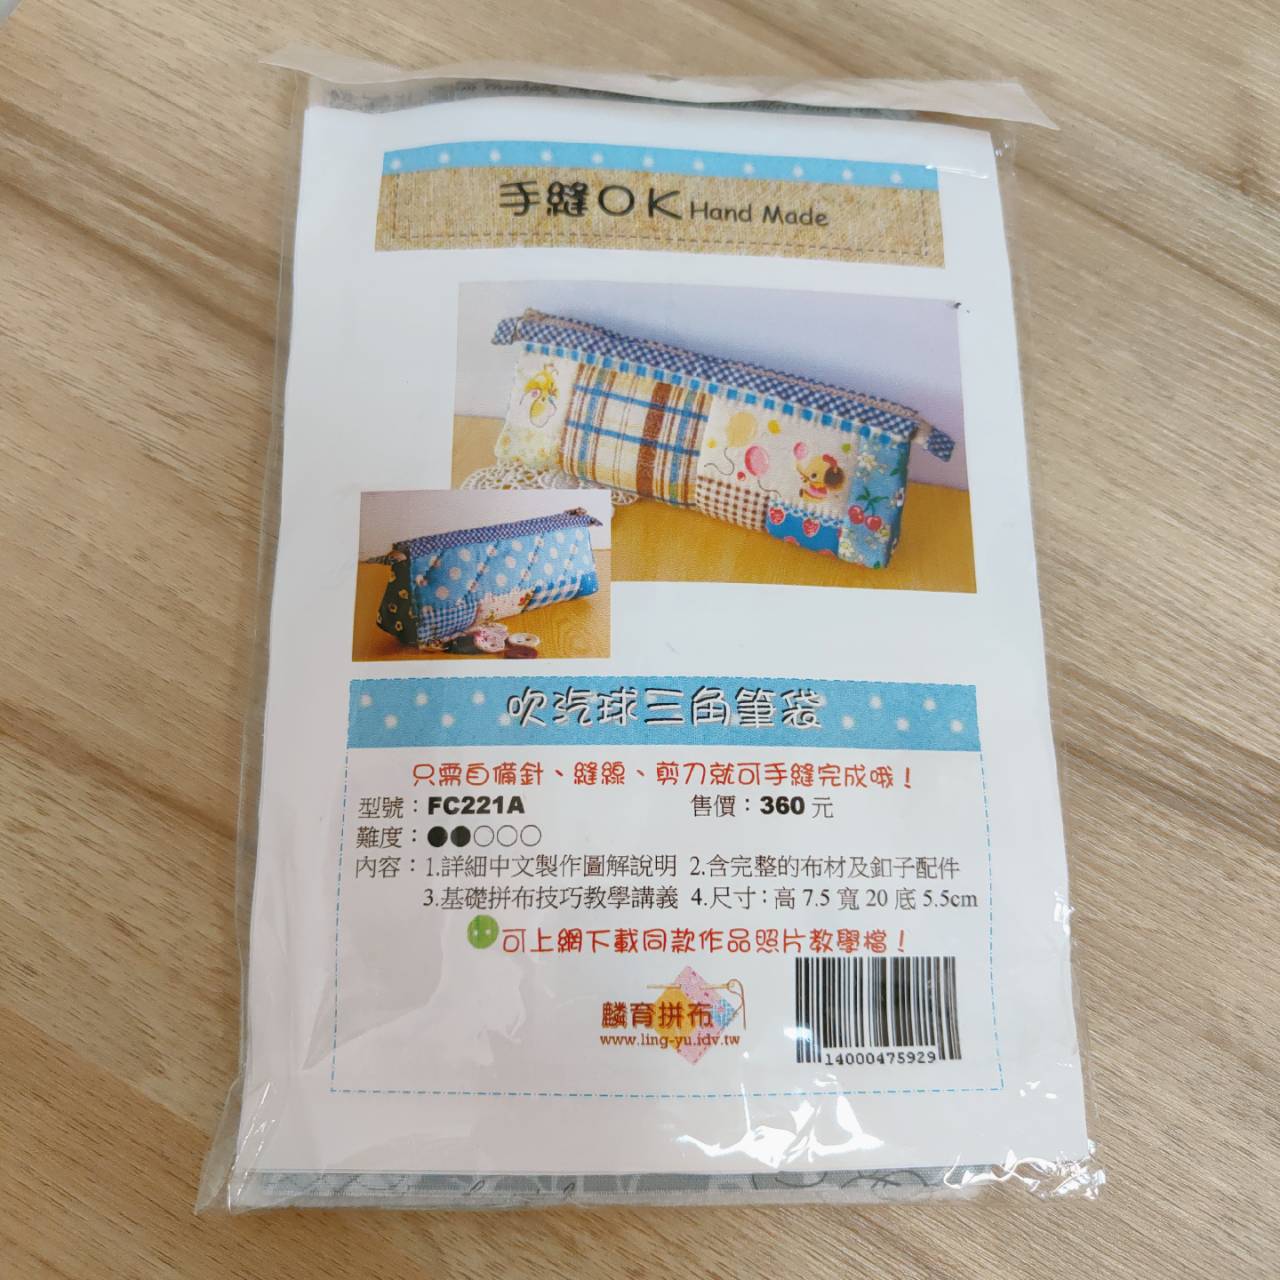 手縫OK Hand Made
吹汽球三角筆袋
只需自備針、縫線、剪刀就可手縫完成哦！
型號：FC221A 售價：360 元
難度：●●○○○
內容：1.詳細中文製作圖解說明 2.含完整的布材及釦子配件
3.基礎拼布技巧教學講義 4.尺寸：高 7.5 寬 20 底 5.5cm
可上網下載同款作品照片教學檔！
麟育拼布
www.ling-yu.idv.tw
14000475929